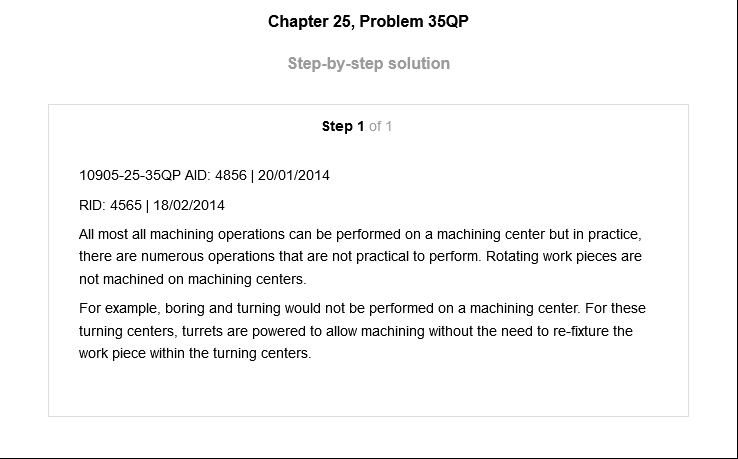 Chapter 25, Problem 35QP
Step-by-step solution
Step 1 of 1
10905-25-35QP AID: 4856 | 20/01/2014
RID: 4565 | 18/02/2014
All most all machining operations can be performed on a machining center but in practice,
there are numerous operations that are not practical to perform. Rotating work pieces are
not machined on machining centers.
For example, boring and turning would not be performed on a machining center. For these
turning centers, turrets are powered to allow machining without the need to re-fixture the
work piece within the turning centers.